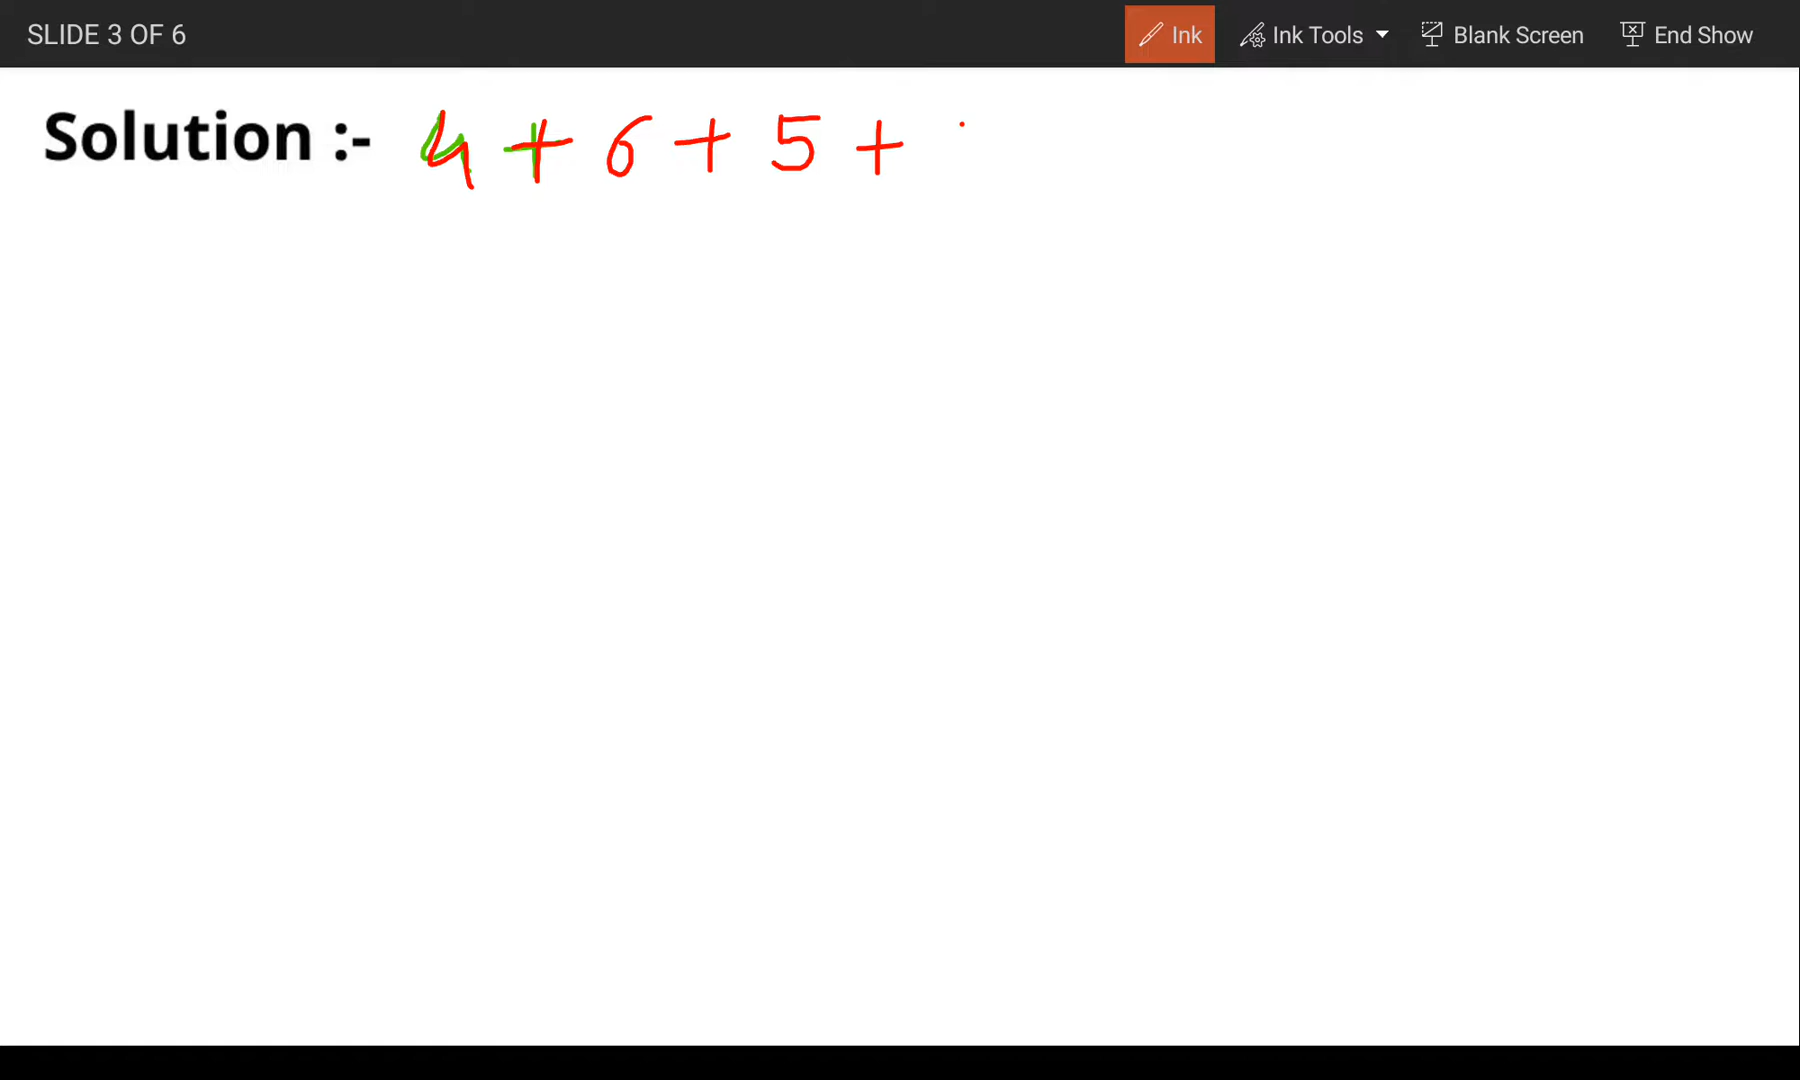 SLIDE 3 OF 6 Ink Ink Tools Blank Screen End Show
Solution :- 4 + 6 + 5 +